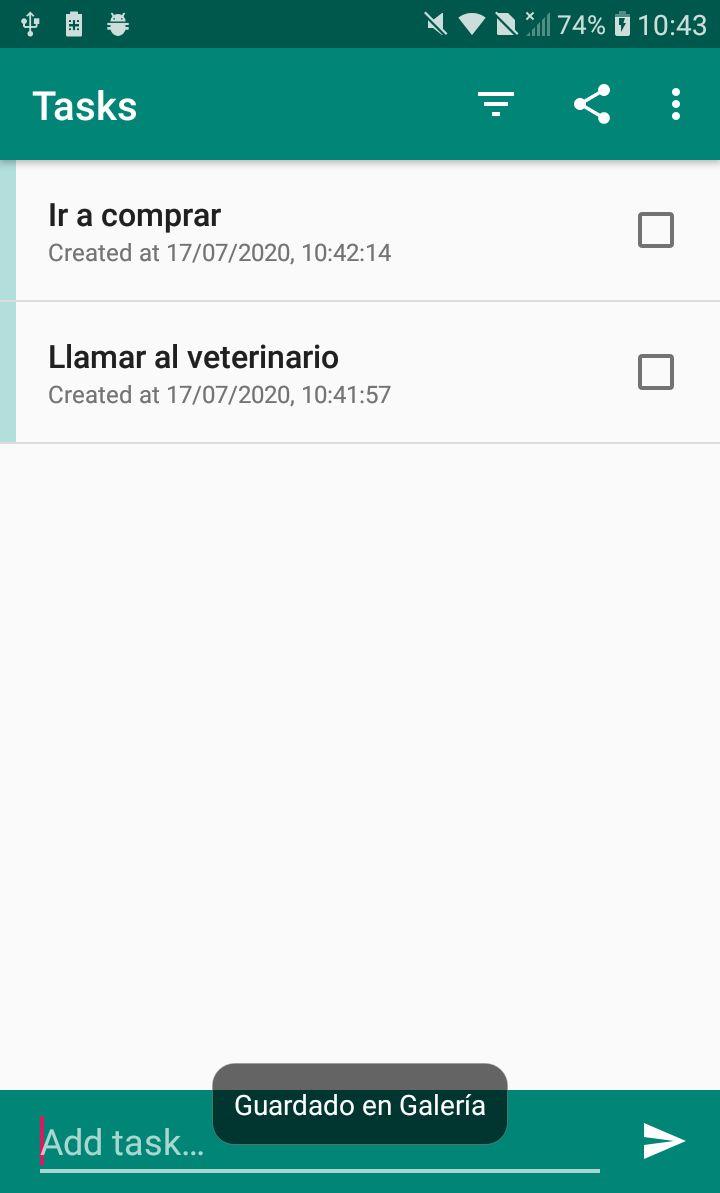 74% 10:43
Tasks
Ir a comprar
Created at 17/07/2020, 10:42:14
Llamar al veterinario
Created at 17/07/2020, 10:41:57
Guardado en Galería
Add task…